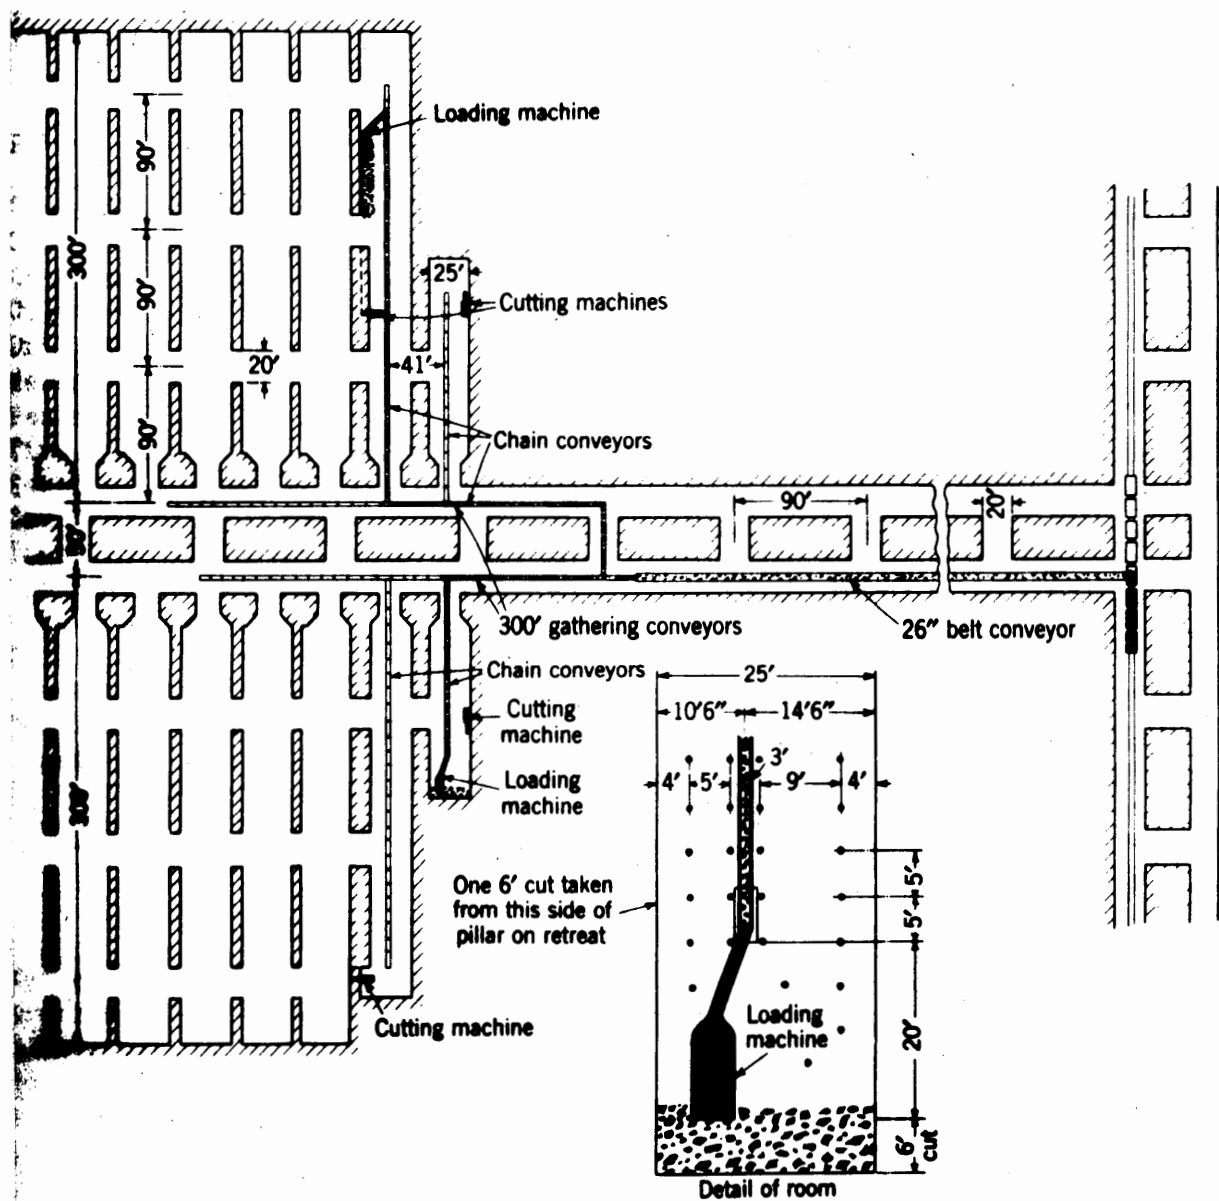 Loading machine
90'
300'
25'
Cutting machines
90'
20'
41'
90'
Chain conveyors
90'
20'
90'
300' gathering conveyors
26" belt conveyor
Chain conveyors
25'
Cutting
machine
10'6" 14'6"
3'
4' 5' 9' 4'
Loading
machine
300'
One 6' cut taken
from this side of
pillar on retreat
5'
5'
Loading
machine
20'
Cutting machine
6'
cut
Detail of room